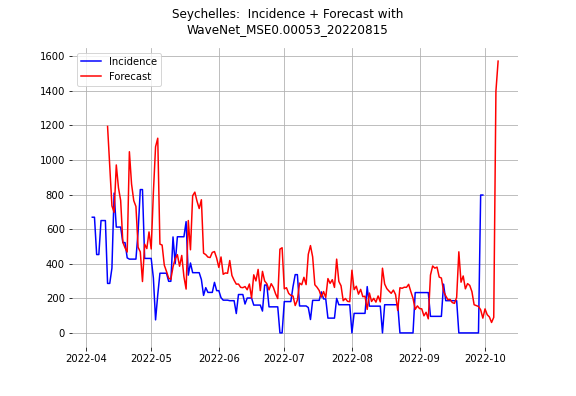 Seychelles:  Incidence + Forecast with
WaveNet_MSE0.00053_20220815
Incidence
Forecast
1600
1400
1200
1000
800
600
400
200
0
2022-04 2022-05 2022-06 2022-07 2022-08 2022-09 2022-10